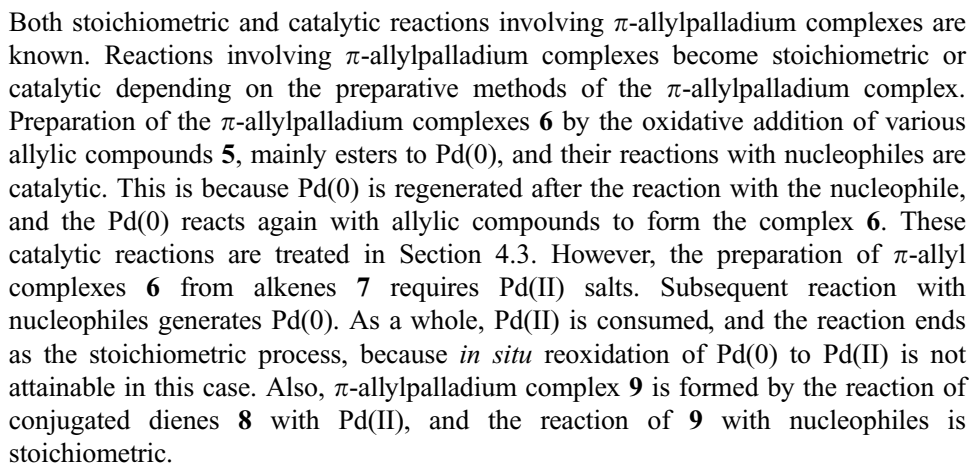 Both stoichiometric and catalytic reactions involving π-allylpalladium complexes are
known. Reactions involving π-allylpalladium complexes become stoichiometric or
catalytic depending on the preparative methods of the π-allylpalladium complex.
Preparation of the π-allylpalladium complexes 6 by the oxidative addition of various
allylic compounds 5, mainly esters to Pd(0), and their reactions with nucleophiles are
catalytic. This is because Pd(0) is regenerated after the reaction with the nucleophile,
and the Pd(0) reacts again with allylic compounds to form the complex 6. These
catalytic reactions are treated in Section 4.3. However, the preparation of π-allyl
complexes 6 from alkenes 7 requires Pd(II) salts. Subsequent reaction with
nucleophiles generates Pd(0). As a whole, Pd(II) is consumed, and the reaction ends
as the stoichiometric process, because in situ reoxidation of Pd(0) to Pd(II) is not
attainable in this case. Also, π-allylpalladium complex 9 is formed by the reaction of
conjugated dienes 8 with Pd(II), and the reaction of 9 with nucleophiles is
stoichiometric.